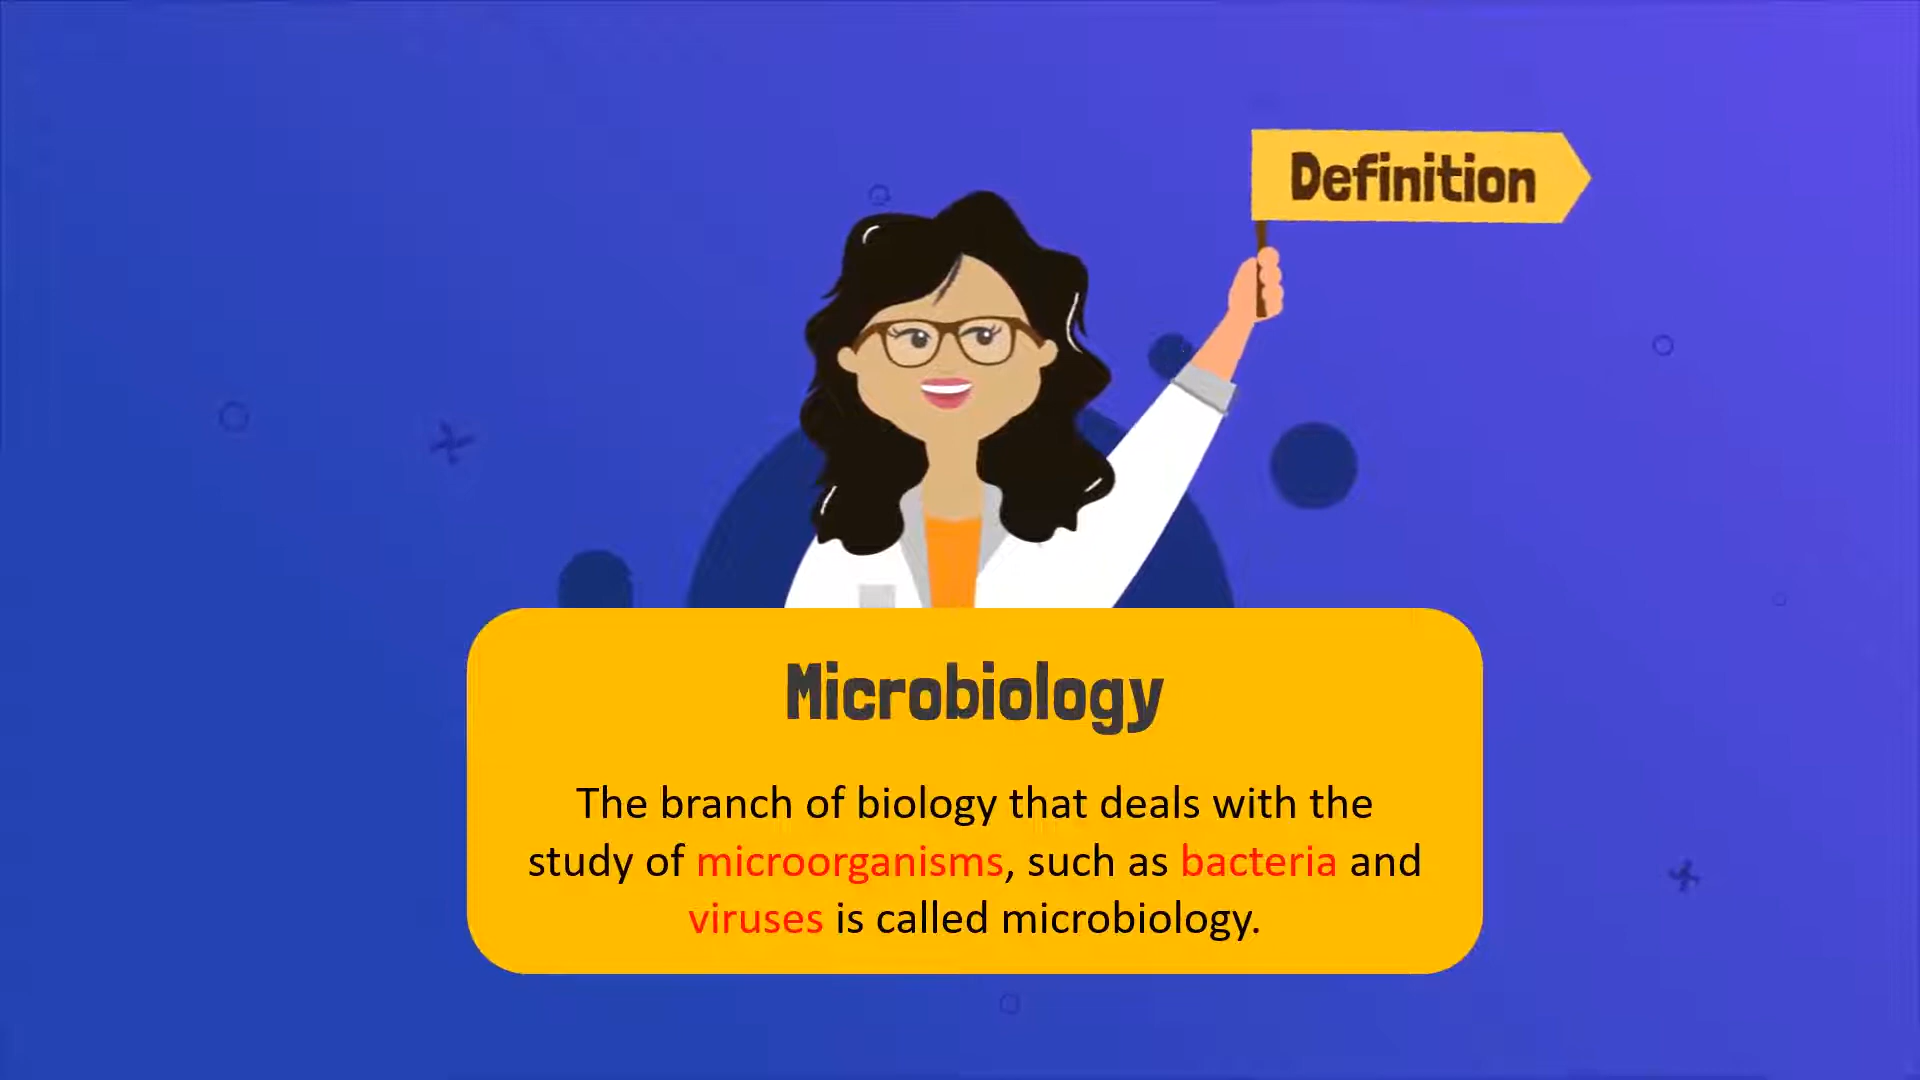 Definition
Microbiology
The branch of biology that deals with the
study of microorganisms, such as bacteria and
viruses is called microbiology.